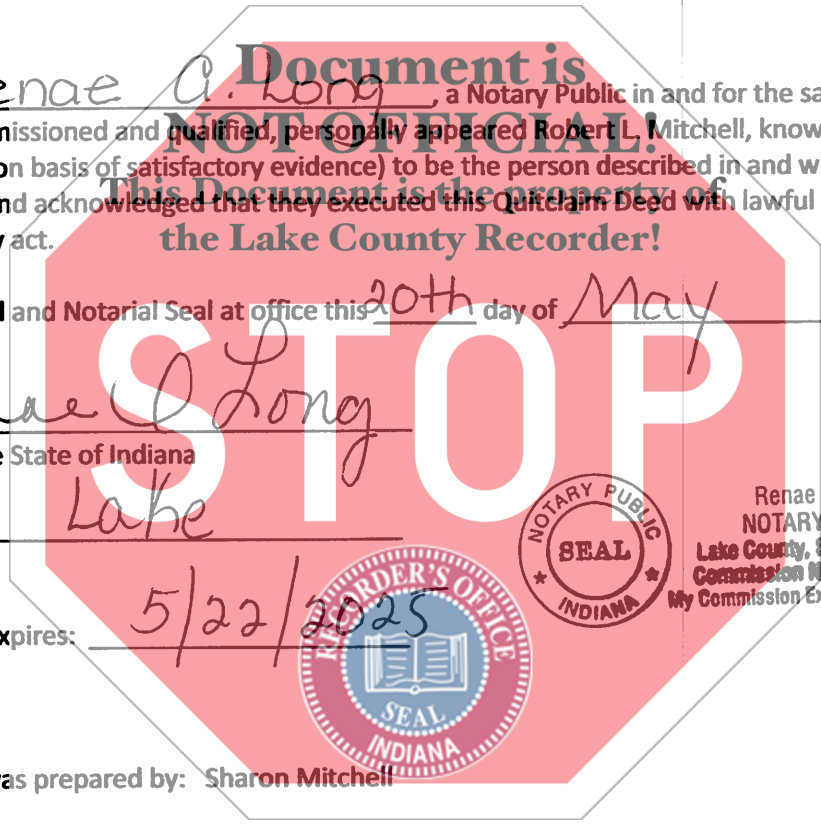 Document is
NOT OFFICIAL!
This Document is the property of
the Lake County Recorder!
STOP
enae A. Long, a Notary Public in and for the sa
missioned and qualified, personally appeared Robert L. Mitchell, know
on basis of satisfactory evidence) to be the person described in and w
nd acknowledged that they executed this Quitclaim Deed with lawful
y act.
l and Notarial Seal at office this 20th day of May
ae A Long
e State of Indiana
Lake
NOTARY PUBLIC
SEAL
INDIANA
Renae
NOTARY
Lake County, S
Commission N
My Commission Ex
xpires: 5/22/2025
RECORDER'S OFFICE
SEAL
INDIANA
as prepared by: Sharon Mitchell